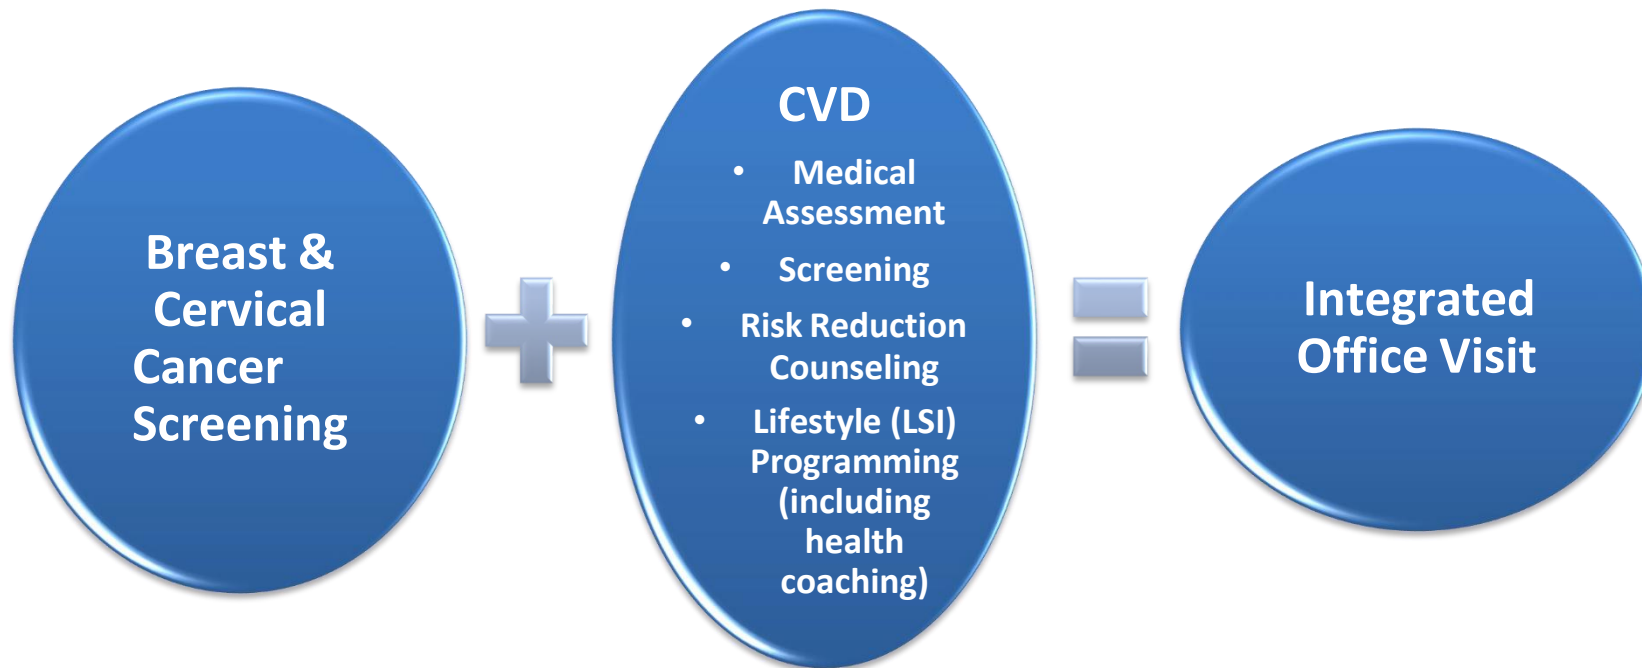 Breast &
Cervical
Cancer
Screening
CVD
• Medical
Assessment
• Screening
• Risk Reduction
Counseling
• Lifestyle (LSI)
Programming
(including
health
coaching)
Integrated
Office Visit